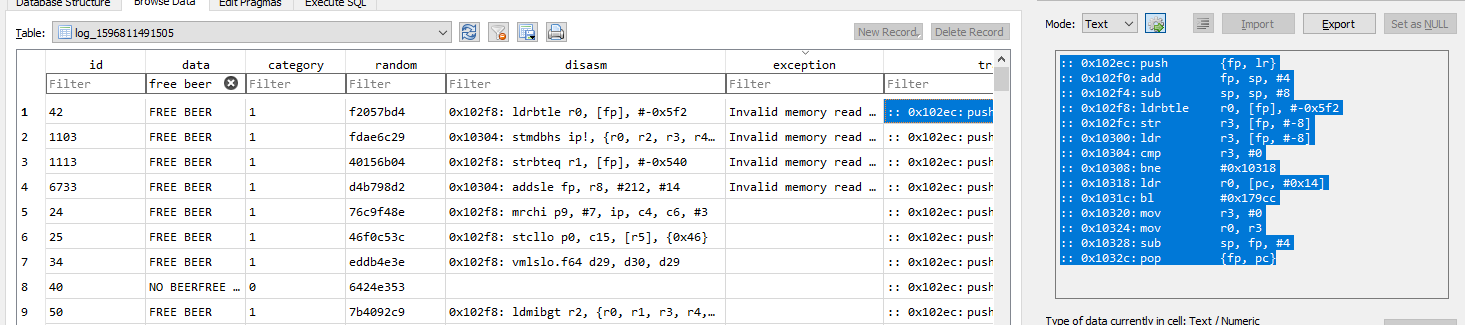 Database Structure Browse Data Edit Pragmas Execute SQL
Table: log_1596811491505 New Record Delete Record
id data category random disasm exception tr
Filter free beer Filter Filter Filter Filter Filter
1 42 FREE BEER 1 f2057bd4 0x102f8: ldrbtle r0, [fp], #-0x5f2 Invalid memory read … :: 0x102ec: push
2 1103 FREE BEER 1 fdae6c29 0x10304: stmdbhs ip!, {r0, r2, r3, r4… Invalid memory read … :: 0x102ec: push
3 1113 FREE BEER 1 40156b04 0x102f8: strbteq r1, [fp], #-0x540 Invalid memory read … :: 0x102ec: push
4 6733 FREE BEER 1 d4b798d2 0x10304: addsle fp, r8, #212, #14 Invalid memory read … :: 0x102ec: push
5 24 FREE BEER 1 76c9f48e 0x102f8: mrchi p9, #7, ip, c4, c6, #3 :: 0x102ec: push
6 25 FREE BEER 1 46f0c53c 0x102f8: stcllo p0, c15, [r5], {0x46} :: 0x102ec: push
7 34 FREE BEER 1 eddb4e3e 0x102f8: vmlslo.f64 d29, d30, d29 :: 0x102ec: push
8 40 NO BEERFREE … 0 6424e353 :: 0x102ec: push
9 50 FREE BEER 1 7b4092c9 0x102f8: ldmibgt r2, {r0, r1, r3, r4,… :: 0x102ec: push
Mode: Text Import Export Set as NULL
:: 0x102ec: push {fp, lr}
:: 0x102f0: add fp, sp, #4
:: 0x102f4: sub sp, sp, #8
:: 0x102f8: ldrbtle r0, [fp], #-0x5f2
:: 0x102fc: str r3, [fp, #-8]
:: 0x10300: ldr r3, [fp, #-8]
:: 0x10304: cmp r3, #0
:: 0x10308: bne #0x10318
:: 0x10318: ldr r0, [pc, #0x14]
:: 0x1031c: bl #0x179cc
:: 0x10320: mov r3, #0
:: 0x10324: mov r0, r3
:: 0x10328: sub sp, fp, #4
:: 0x1032c: pop {fp, pc}
Type of data currently in cell: Text / Numeric